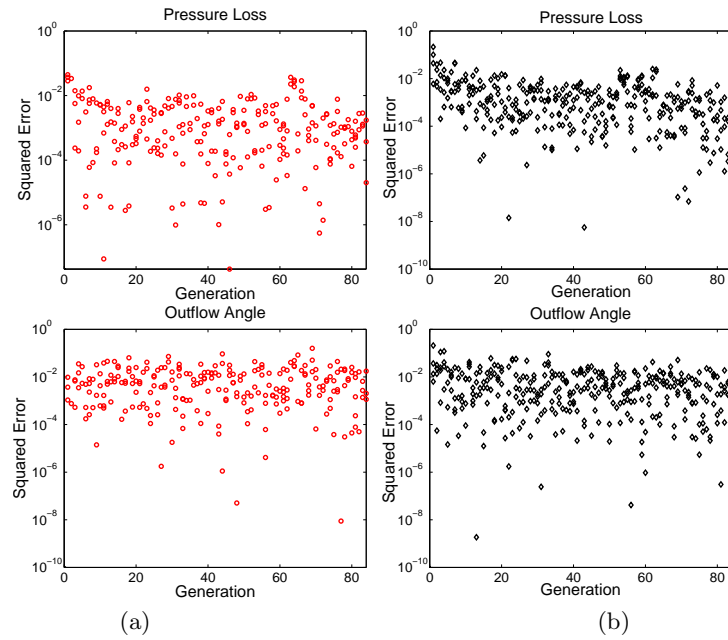 Pressure Loss
Squared Error
10^0
10^-2
10^-4
10^-6
0 20 40 60 80
Generation
Pressure Loss
Squared Error
10^0
10^-2
10^-4
10^-6
10^-8
10^-10
0 20 40 60 80
Generation
Outflow Angle
Squared Error
10^0
10^-2
10^-4
10^-6
10^-8
10^-10
0 20 40 60 80
Generation
Outflow Angle
Squared Error
10^0
10^-2
10^-4
10^-6
10^-8
10^-10
0 20 40 60 80
Generation
(a)
(b)